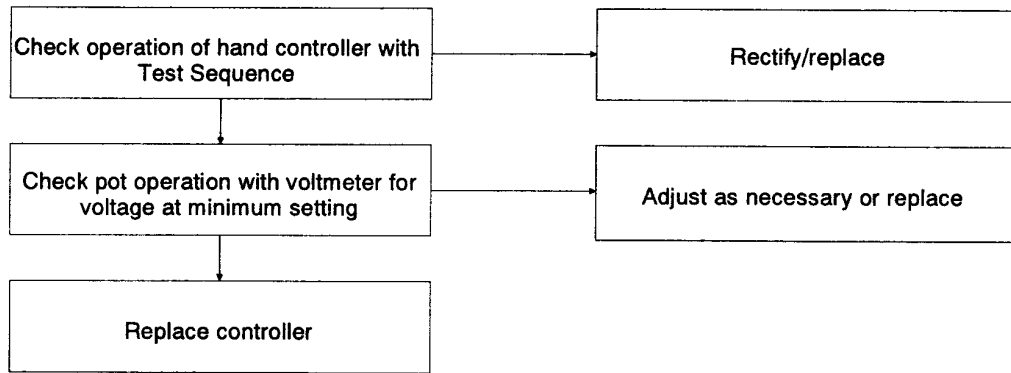 Check operation of hand controller with
Test Sequence
Rectify/replace
Check pot operation with voltmeter for
voltage at minimum setting
Adjust as necessary or replace
Replace controller